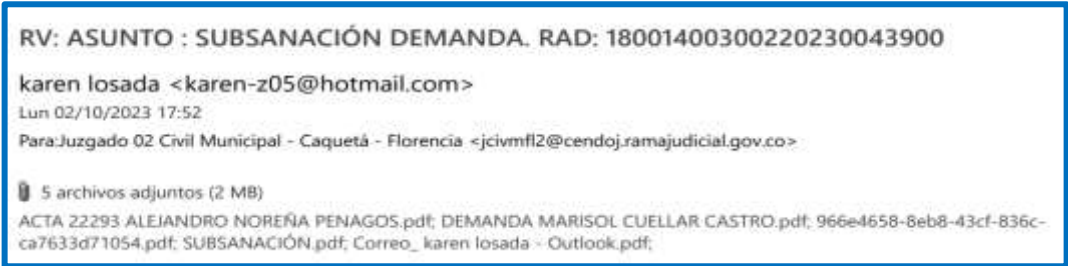 RV: ASUNTO : SUBSANACIÓN DEMANDA. RAD: 18001400300220230043900
karen losada <karen-z05@hotmail.com>
Lun 02/10/2023 17:52
Para:Juzgado 02 Civil Municipal - Caquetá - Florencia <jcivmfl2@cendoj.ramajudicial.gov.co>
5 archivos adjuntos (2 MB)
ACTA 22293 ALEJANDRO NOREÑA PENAGOS.pdf; DEMANDA MARISOL CUELLAR CASTRO.pdf; 966e4658-8eb8-43cf-836c-
ca7633d71054.pdf; SUBSANACIÓN.pdf; Correo_ karen losada - Outlook.pdf;